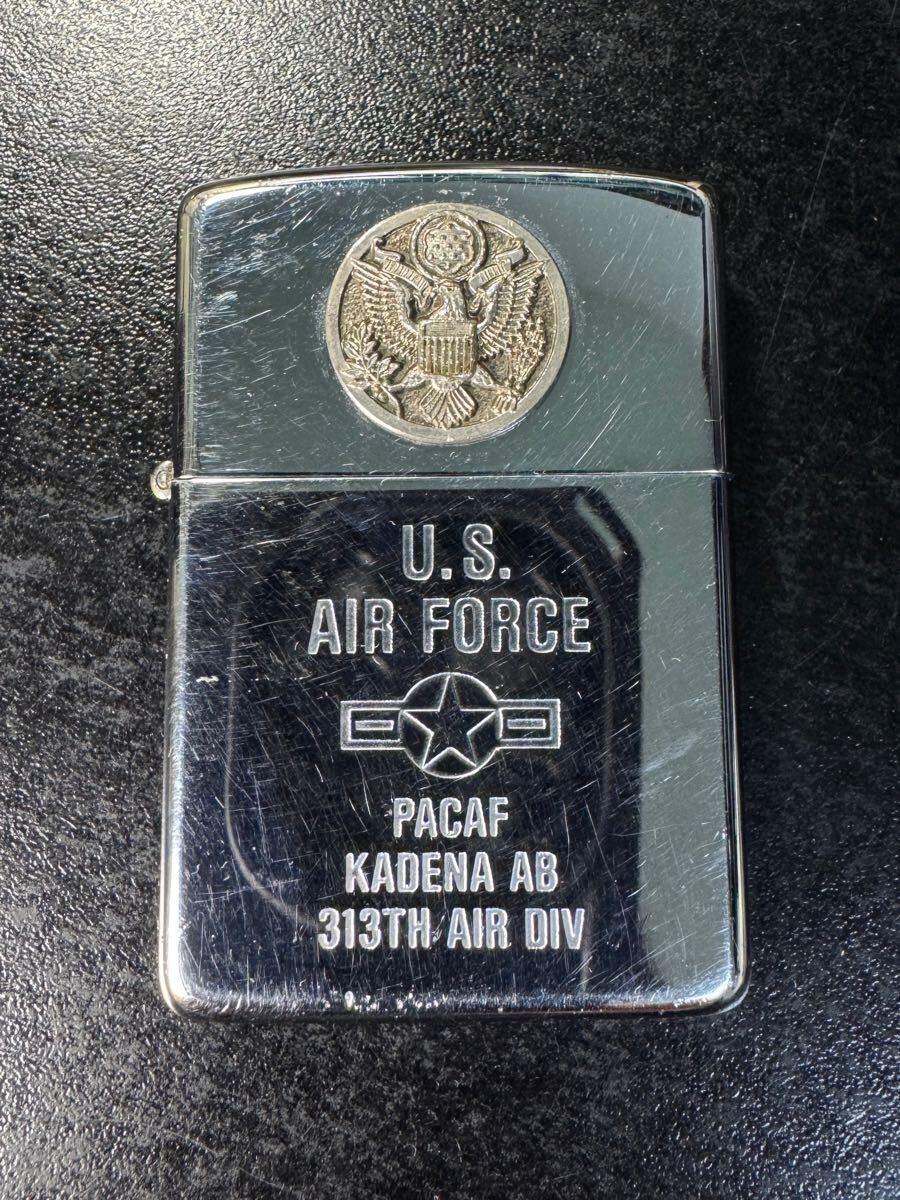 U.S.
AIR FORCE
PACAF
KADENA AB
313TH AIR DIV